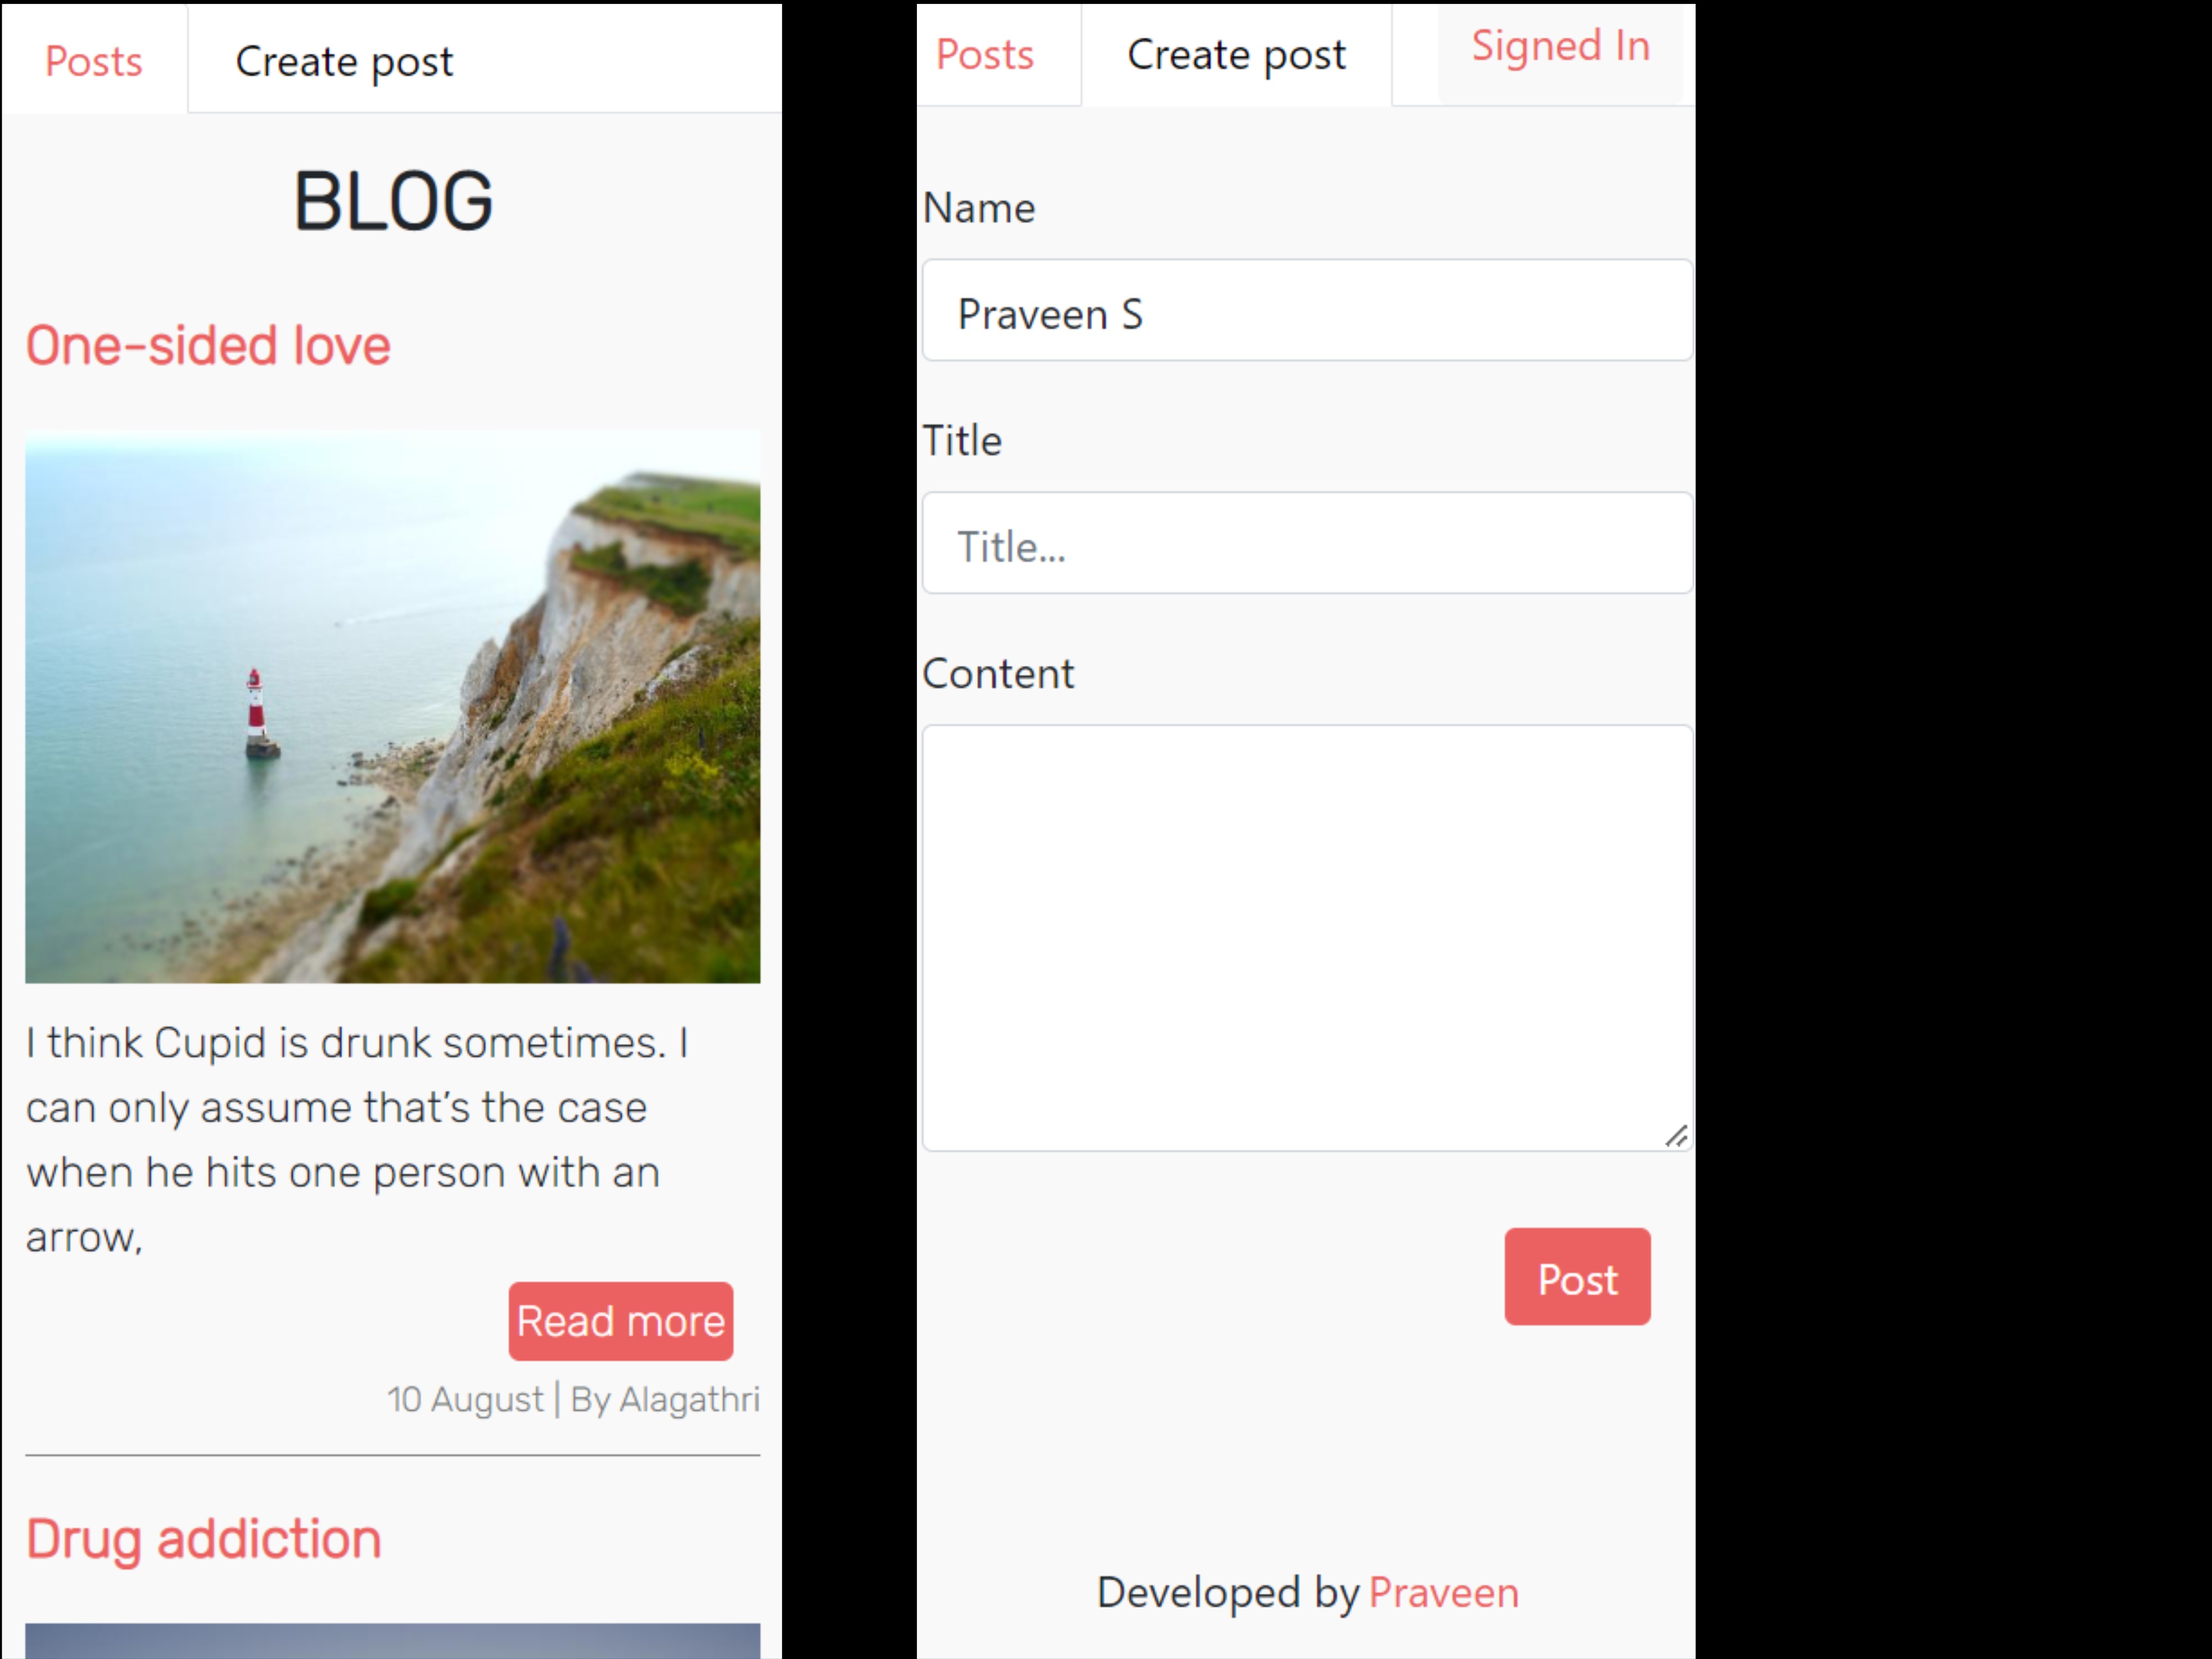 Posts
Create post
BLOG
One-sided love
I think Cupid is drunk sometimes. I
can only assume that’s the case
when he hits one person with an
arrow,
Read more
10 August | By Alagathri
Drug addiction
Posts
Create post
Signed In
Name
Praveen S
Title
Title...
Content
Post
Developed by Praveen